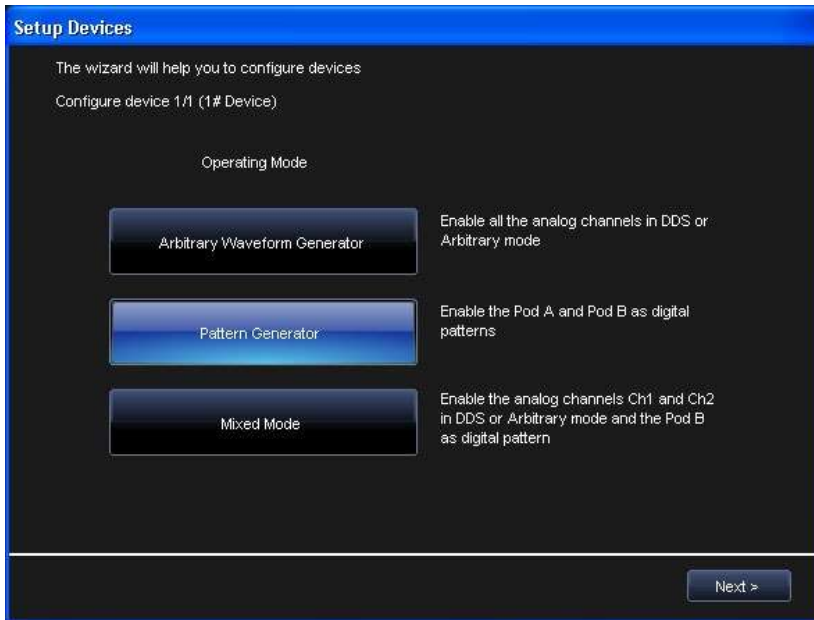 Setup Devices
The wizard will help you to configure devices
Configure device 1/1 (1# Device)
Operating Mode
Arbitrary Waveform Generator
Enable all the analog channels in DDS or
Arbitrary mode
Pattern Generator
Enable the Pod A and Pod B as digital
patterns
Mixed Mode
Enable the analog channels Ch1 and Ch2
in DDS or Arbitrary mode and the Pod B
as digital pattern
Next >